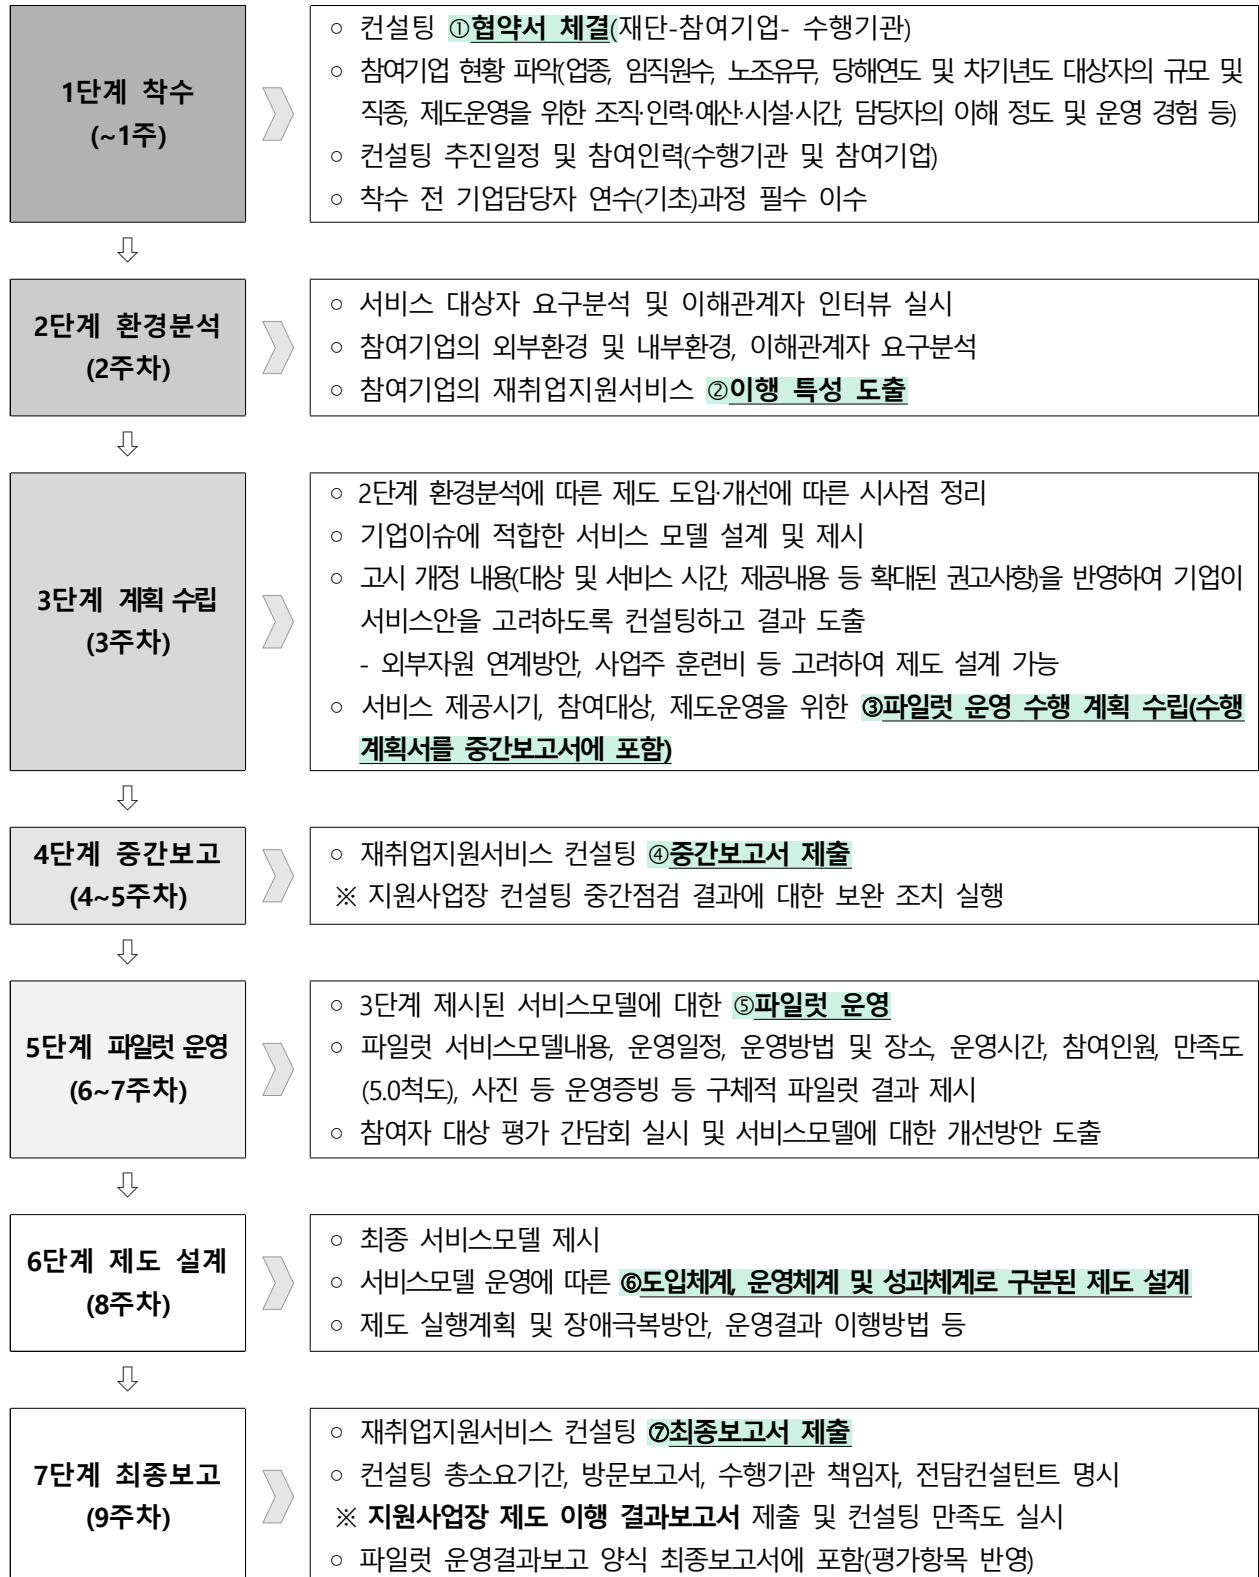 1단계 착수
(~1주)
○ 컨설팅 ①협약서 체결(재단-참여기업- 수행기관)
○ 참여기업 현황 파악(업종, 임직원수, 노조유무, 당해연도 및 차기년도 대상자의 규모 및
직종, 제도운영을 위한 조직·인력·예산·시설·시간, 담당자의 이해 정도 및 운영 경험 등)
○ 컨설팅 추진일정 및 참여인력(수행기관 및 참여기업)
○ 착수 전 기업담당자 연수(기초)과정 필수 이수
⇩
2단계 환경분석
(2주차)
○ 서비스 대상자 요구분석 및 이해관계자 인터뷰 실시
○ 참여기업의 외부환경 및 내부환경, 이해관계자 요구분석
○ 참여기업의 재취업지원서비스 ②이행 특성 도출
⇩
3단계 계획 수립
(3주차)
○ 2단계 환경분석에 따른 제도 도입·개선에 따른 시사점 정리
○ 기업이슈에 적합한 서비스 모델 설계 및 제시
○ 고시 개정 내용(대상 및 서비스 시간, 제공내용 등 확대된 권고사항)을 반영하여 기업이
서비스안을 고려하도록 컨설팅하고 결과 도출
- 외부자원 연계방안, 사업주 훈련비 등 고려하여 제도 설계 가능
○ 서비스 제공시기, 참여대상, 제도운영을 위한 ③파일럿 운영 수행 계획 수립(수행
계획서를 중간보고서에 포함)
⇩
4단계 중간보고
(4~5주차)
○ 재취업지원서비스 컨설팅 ④중간보고서 제출
※ 지원사업장 컨설팅 중간점검 결과에 대한 보완 조치 실행
⇩
5단계 파일럿 운영
(6~7주차)
○ 3단계 제시된 서비스모델에 대한 ⑤파일럿 운영
○ 파일럿 서비스모델내용, 운영일정, 운영방법 및 장소, 운영시간, 참여인원, 만족도
(5.0척도), 사진 등 운영증빙 등 구체적 파일럿 결과 제시
○ 참여자 대상 평가 간담회 실시 및 서비스모델에 대한 개선방안 도출
⇩
6단계 제도 설계
(8주차)
○ 최종 서비스모델 제시
○ 서비스모델 운영에 따른 ⑥도입체계, 운영체계 및 성과체계로 구분된 제도 설계
○ 제도 실행계획 및 장애극복방안, 운영결과 이행방법 등
⇩
7단계 최종보고
(9주차)
○ 재취업지원서비스 컨설팅 ⑦최종보고서 제출
○ 컨설팅 총소요기간, 방문보고서, 수행기관 책임자, 전담컨설턴트 명시
※ 지원사업장 제도 이행 결과보고서 제출 및 컨설팅 만족도 실시
○ 파일럿 운영결과보고 양식 최종보고서에 포함(평가항목 반영)